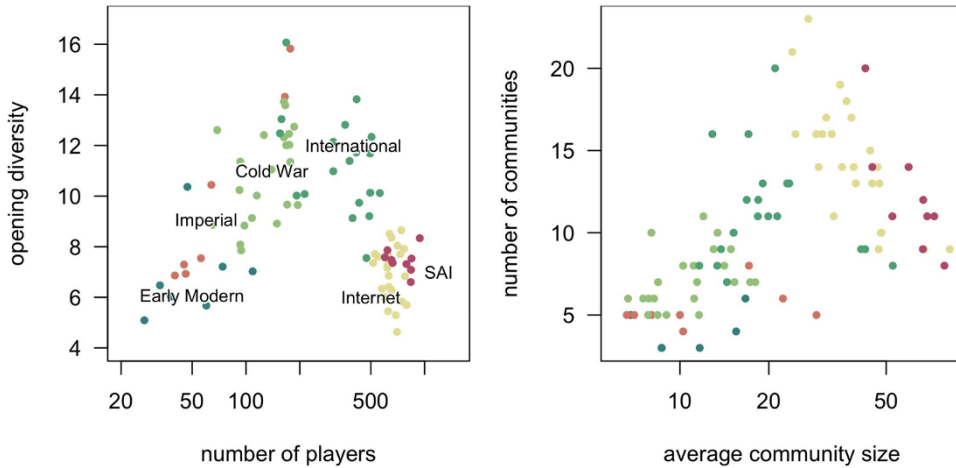 16
14
12
10
8
6
4
opening diversity
International
Cold War
Imperial
SAI
Early Modern
Internet
20 50 100 500
number of players
20
15
10
5
number of communities
10 20 50
average community size